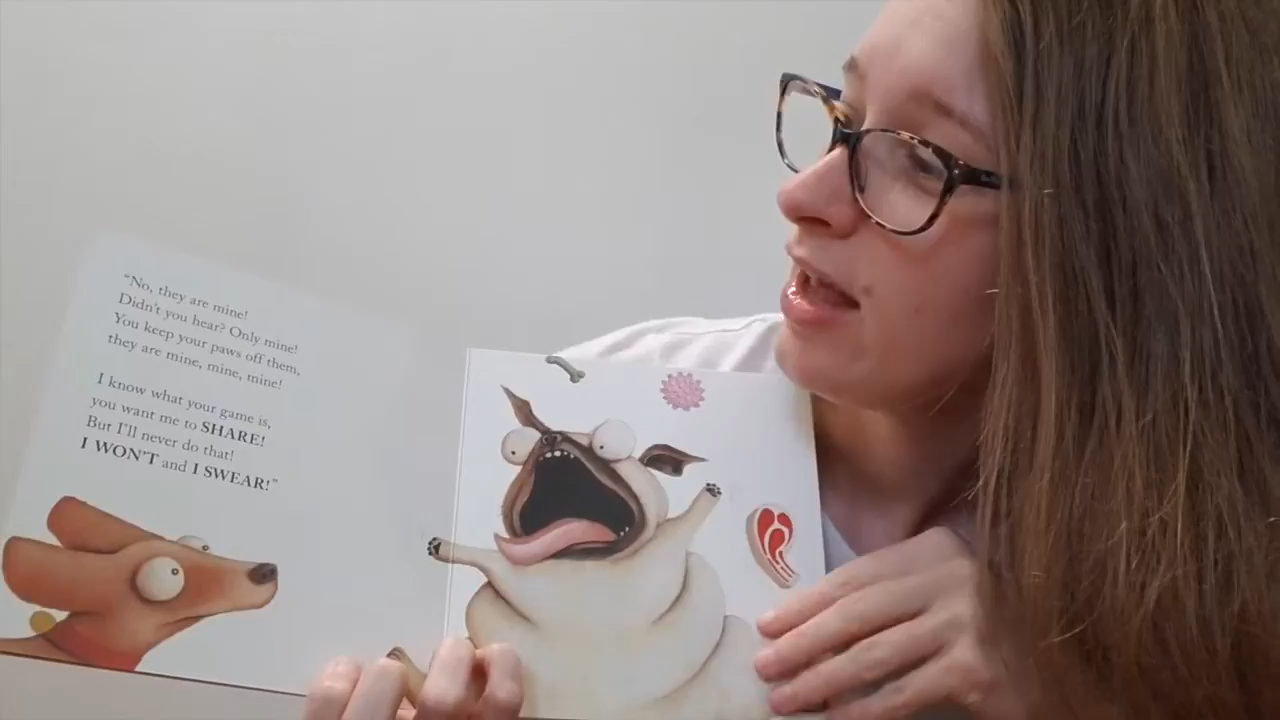 "No, they are mine!
Didn't you hear? Only mine!
You keep your paws off them,
they are mine, mine, mine!
I know what your game is,
you want me to SHARE!
But I'll never do that!
I WON'T and I SWEAR!"